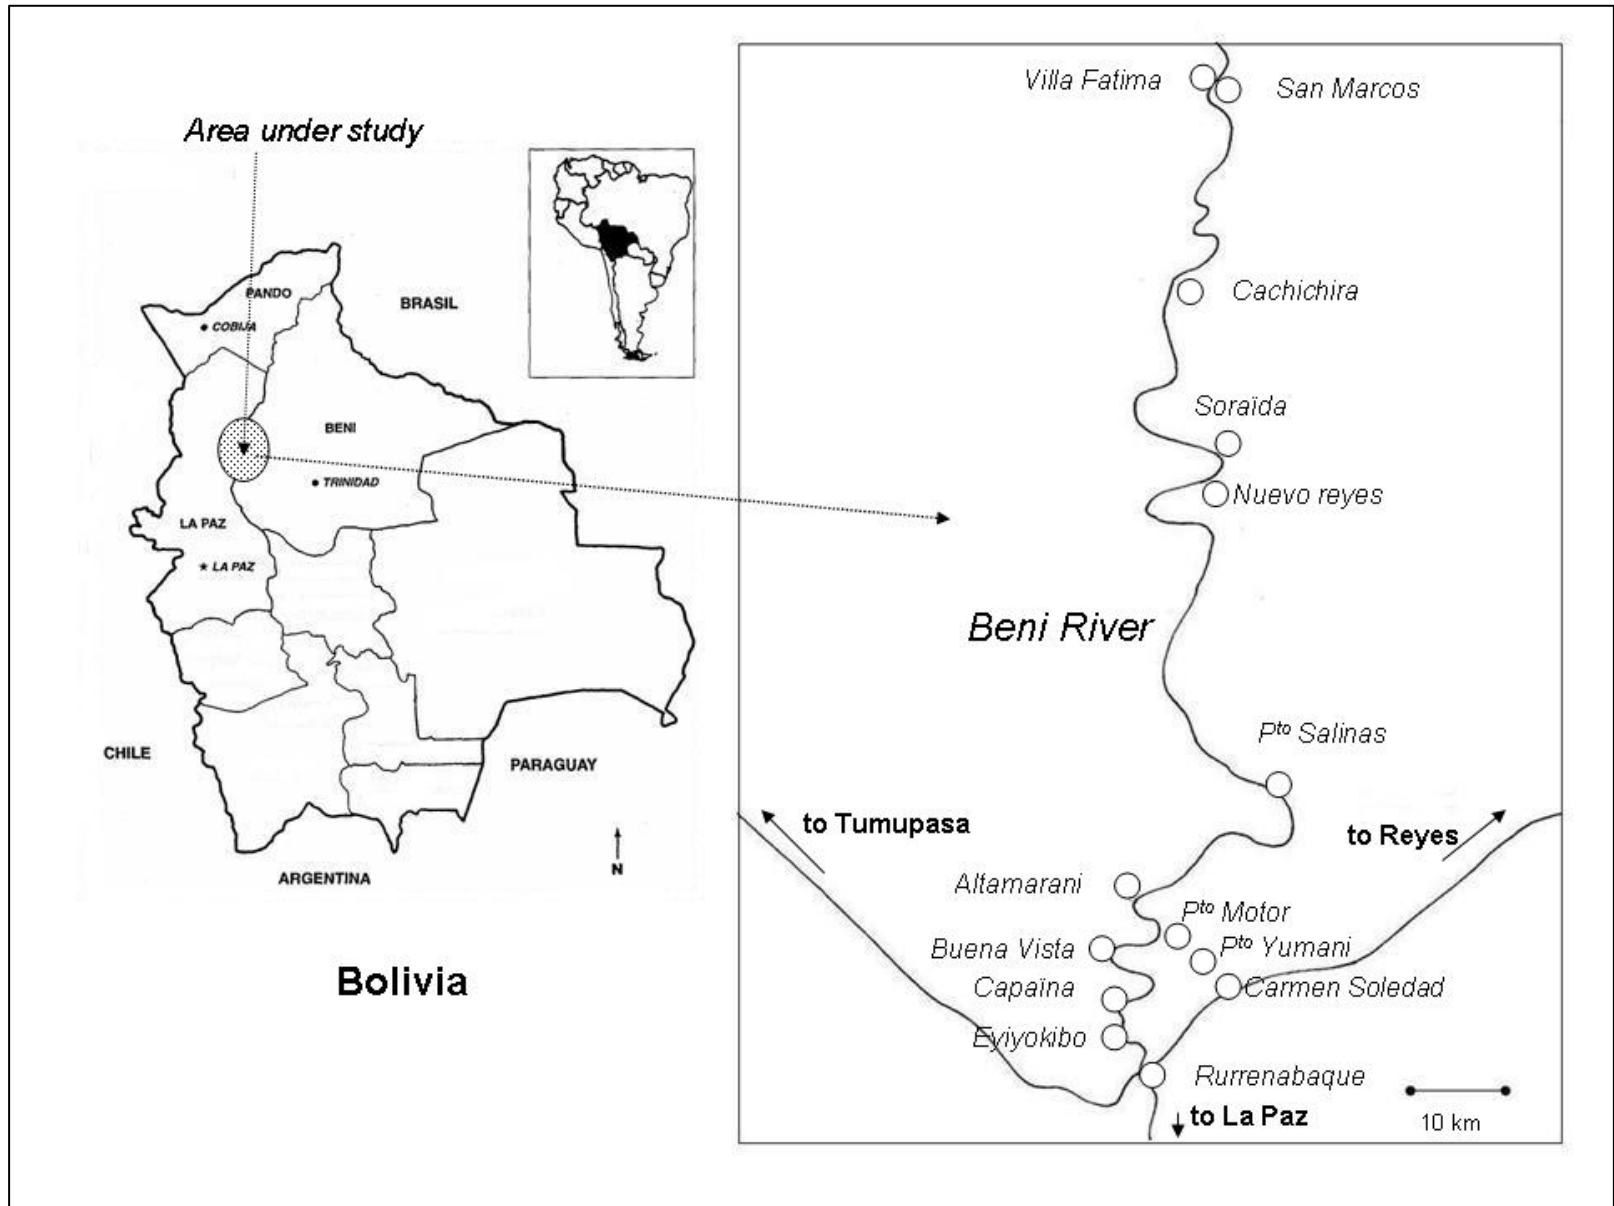 Area under study
PANDO
COBIJA
BRASIL
BENI
TRINIDAD
LA PAZ
LA PAZ
CHILE
PARAGUAY
N
ARGENTINA
Bolivia
Villa Fatima
San Marcos
Cachichira
Soraïda
Nuevo reyes
Beni River
Pto Salinas
to Tumupasa
to Reyes
Altamarani
Pto Motor
Buena Vista
Pto Yumani
Capaïna
Carmen Soledad
Eyiyokibo
Rurrenabaque
to La Paz
10 km